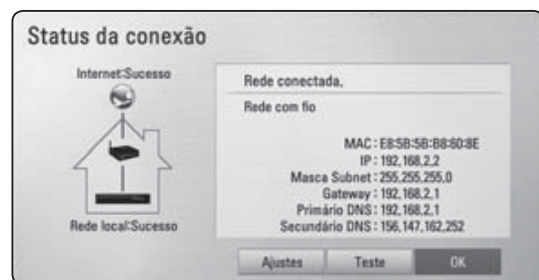 Status da conexão
Internet:Sucesso
Rede local:Sucesso
Rede conectada.
Rede com fio
MAC : E8:5B:5B:B8:60:8E
IP : 192,168,2,2
Masca Subnet : 255,255,255,0
Gateway : 192,168,2,1
Primário DNS : 192,168,2,1
Secundário DNS : 156,147,162,252
Ajustes
Teste
OK